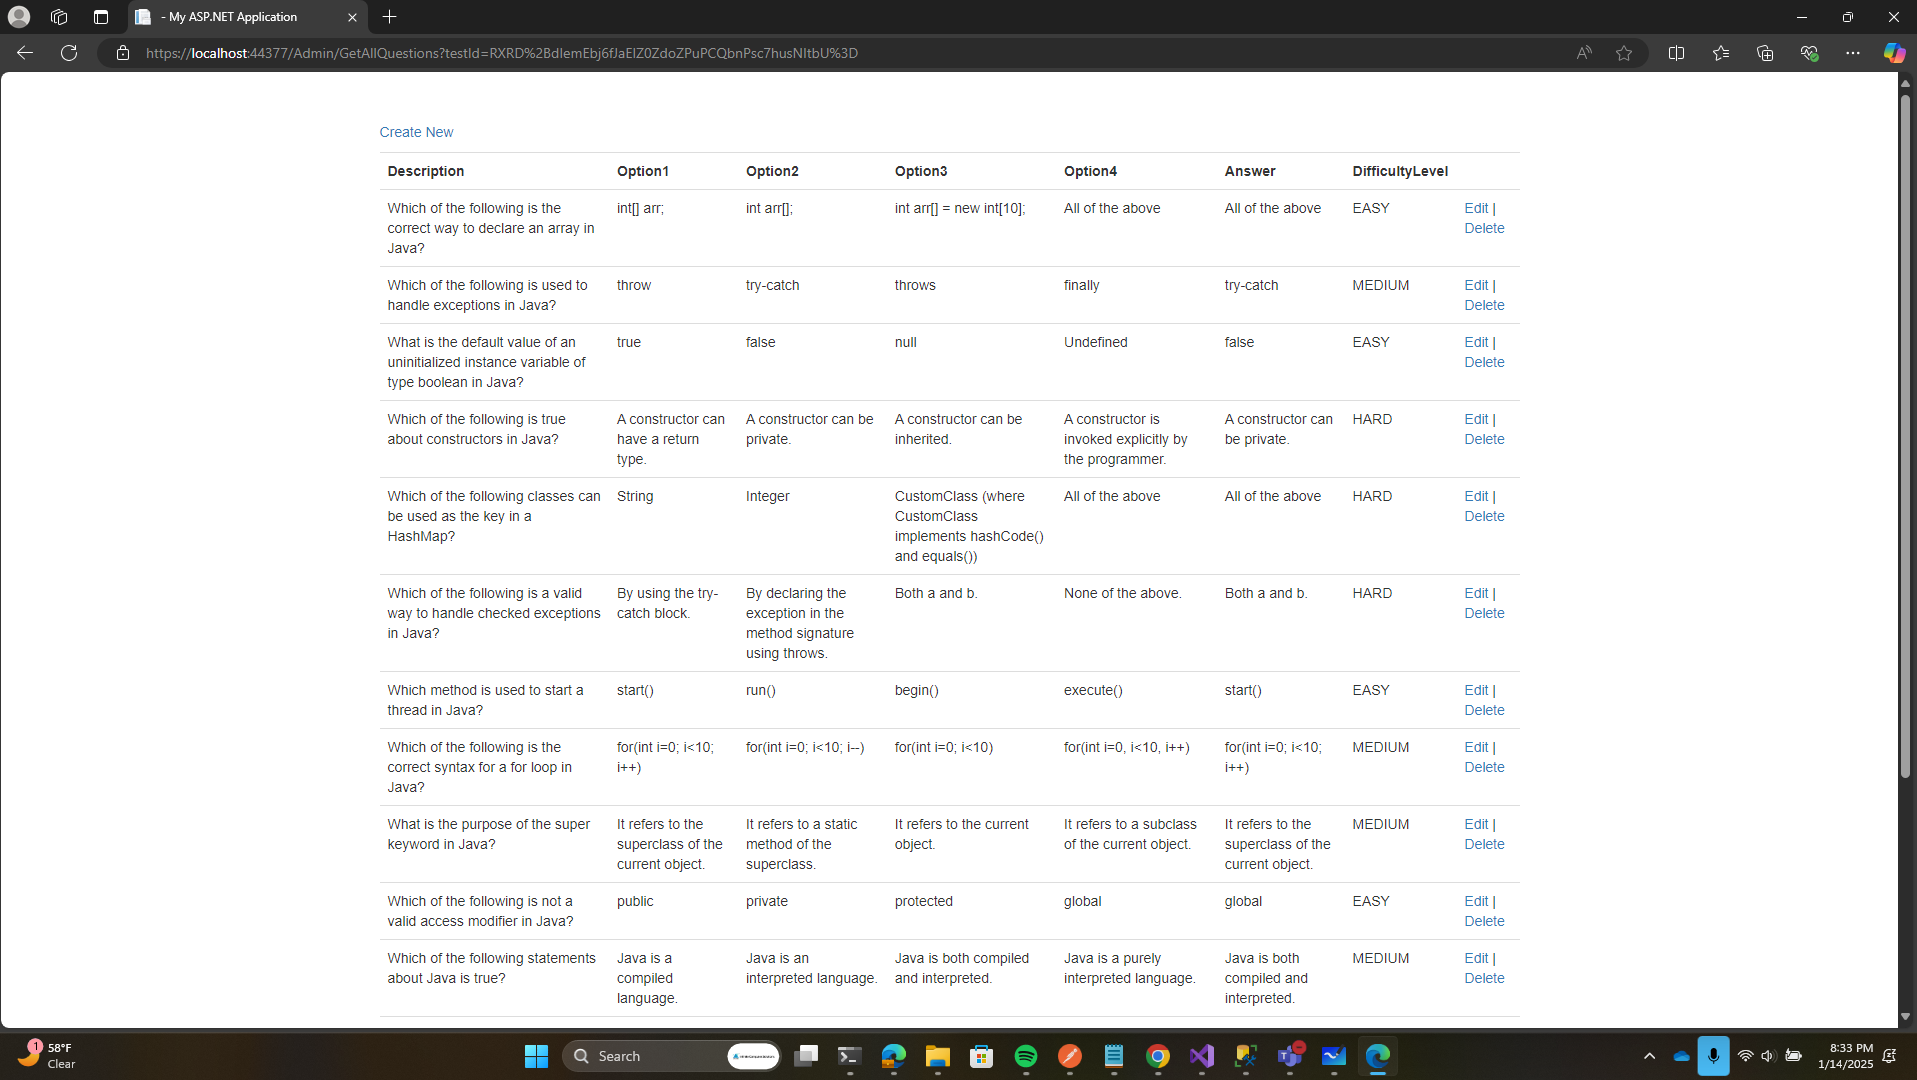 - My ASP.NET Application
https://localhost:44377/Admin/GetAllQuestions?testId=RXRD%2BdlemEbj6fJaElZ0ZdoZPuPCQbnPsc7husNltbU%3D
Create New
Description Option1 Option2 Option3 Option4 Answer DifficultyLevel
Which of the following is the int[] arr; int arr[]; int arr[] = new int[10]; All of the above All of the above EASY Edit |
correct way to declare an array in Delete
Java?
Which of the following is used to throw try-catch throws finally try-catch MEDIUM Edit |
handle exceptions in Java? Delete
What is the default value of an true false null Undefined false EASY Edit |
uninitialized instance variable of Delete
type boolean in Java?
Which of the following is true A constructor can A constructor can be A constructor can be A constructor is A constructor can HARD Edit |
about constructors in Java? have a return private. inherited. invoked explicitly by be private. Delete
type. the programmer.
Which of the following classes can String Integer CustomClass (where All of the above All of the above HARD Edit |
be used as the key in a CustomClass Delete
HashMap? implements hashCode()
and equals())
Which of the following is a valid By using the try- By declaring the Both a and b. None of the above. Both a and b. HARD Edit |
way to handle checked exceptions catch block. exception in the Delete
in Java? method signature
using throws.
Which method is used to start a start() run() begin() execute() start() EASY Edit |
thread in Java? Delete
Which of the following is the for(int i=0; i<10; for(int i=0; i<10; i--) for(int i=0; i<10) for(int i=0, i<10, i++) for(int i=0; i<10; MEDIUM Edit |
correct syntax for a for loop in i++) i++) Delete
Java?
What is the purpose of the super It refers to the It refers to a static It refers to the current It refers to a subclass It refers to the MEDIUM Edit |
keyword in Java? superclass of the method of the object. of the current object. superclass of the Delete
current object. superclass. current object.
Which of the following is not a public private protected global global EASY Edit |
valid access modifier in Java? Delete
Which of the following statements Java is a Java is an Java is both compiled Java is a purely Java is both MEDIUM Edit |
about Java is true? compiled interpreted language. and interpreted. interpreted language. compiled and Delete
language. interpreted.
1 58°F
Clear
Search
8:33 PM
1/14/2025